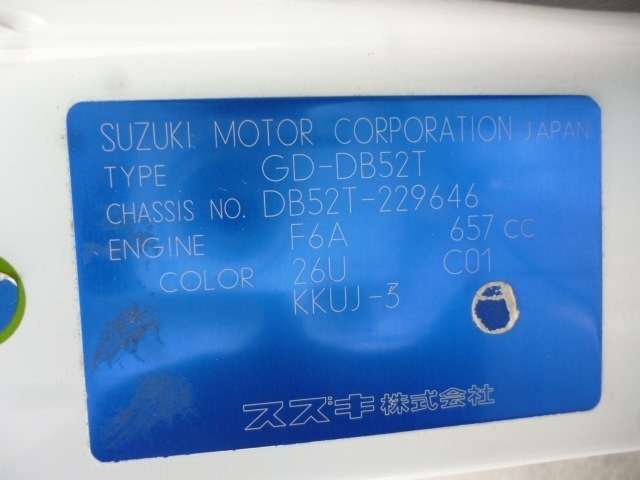 SUZUKI MOTOR CORPORATION JAPAN
TYPE GD-DB52T
CHASSIS NO. DB52T-229646
ENGINE F6A 657 CC
COLOR 26U C01
KKUJ-3
スズキ株式会社